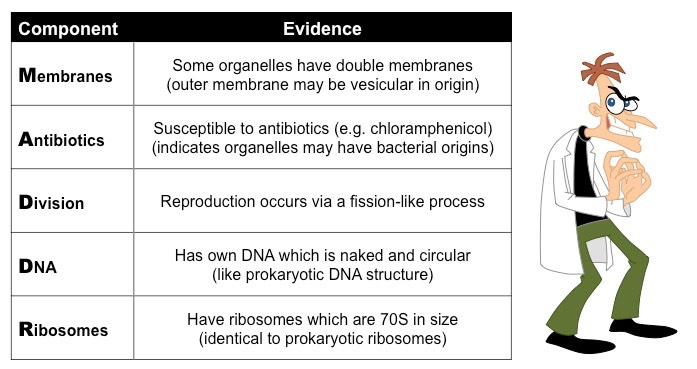 Component Evidence
Membranes
Some organelles have double membranes
(outer membrane may be vesicular in origin)
Antibiotics
Susceptible to antibiotics (e.g. chloramphenicol)
(indicates organelles may have bacterial origins)
Division
Reproduction occurs via a fission-like process
DNA
Has own DNA which is naked and circular
(like prokaryotic DNA structure)
Ribosomes
Have ribosomes which are 70S in size
(identical to prokaryotic ribosomes)